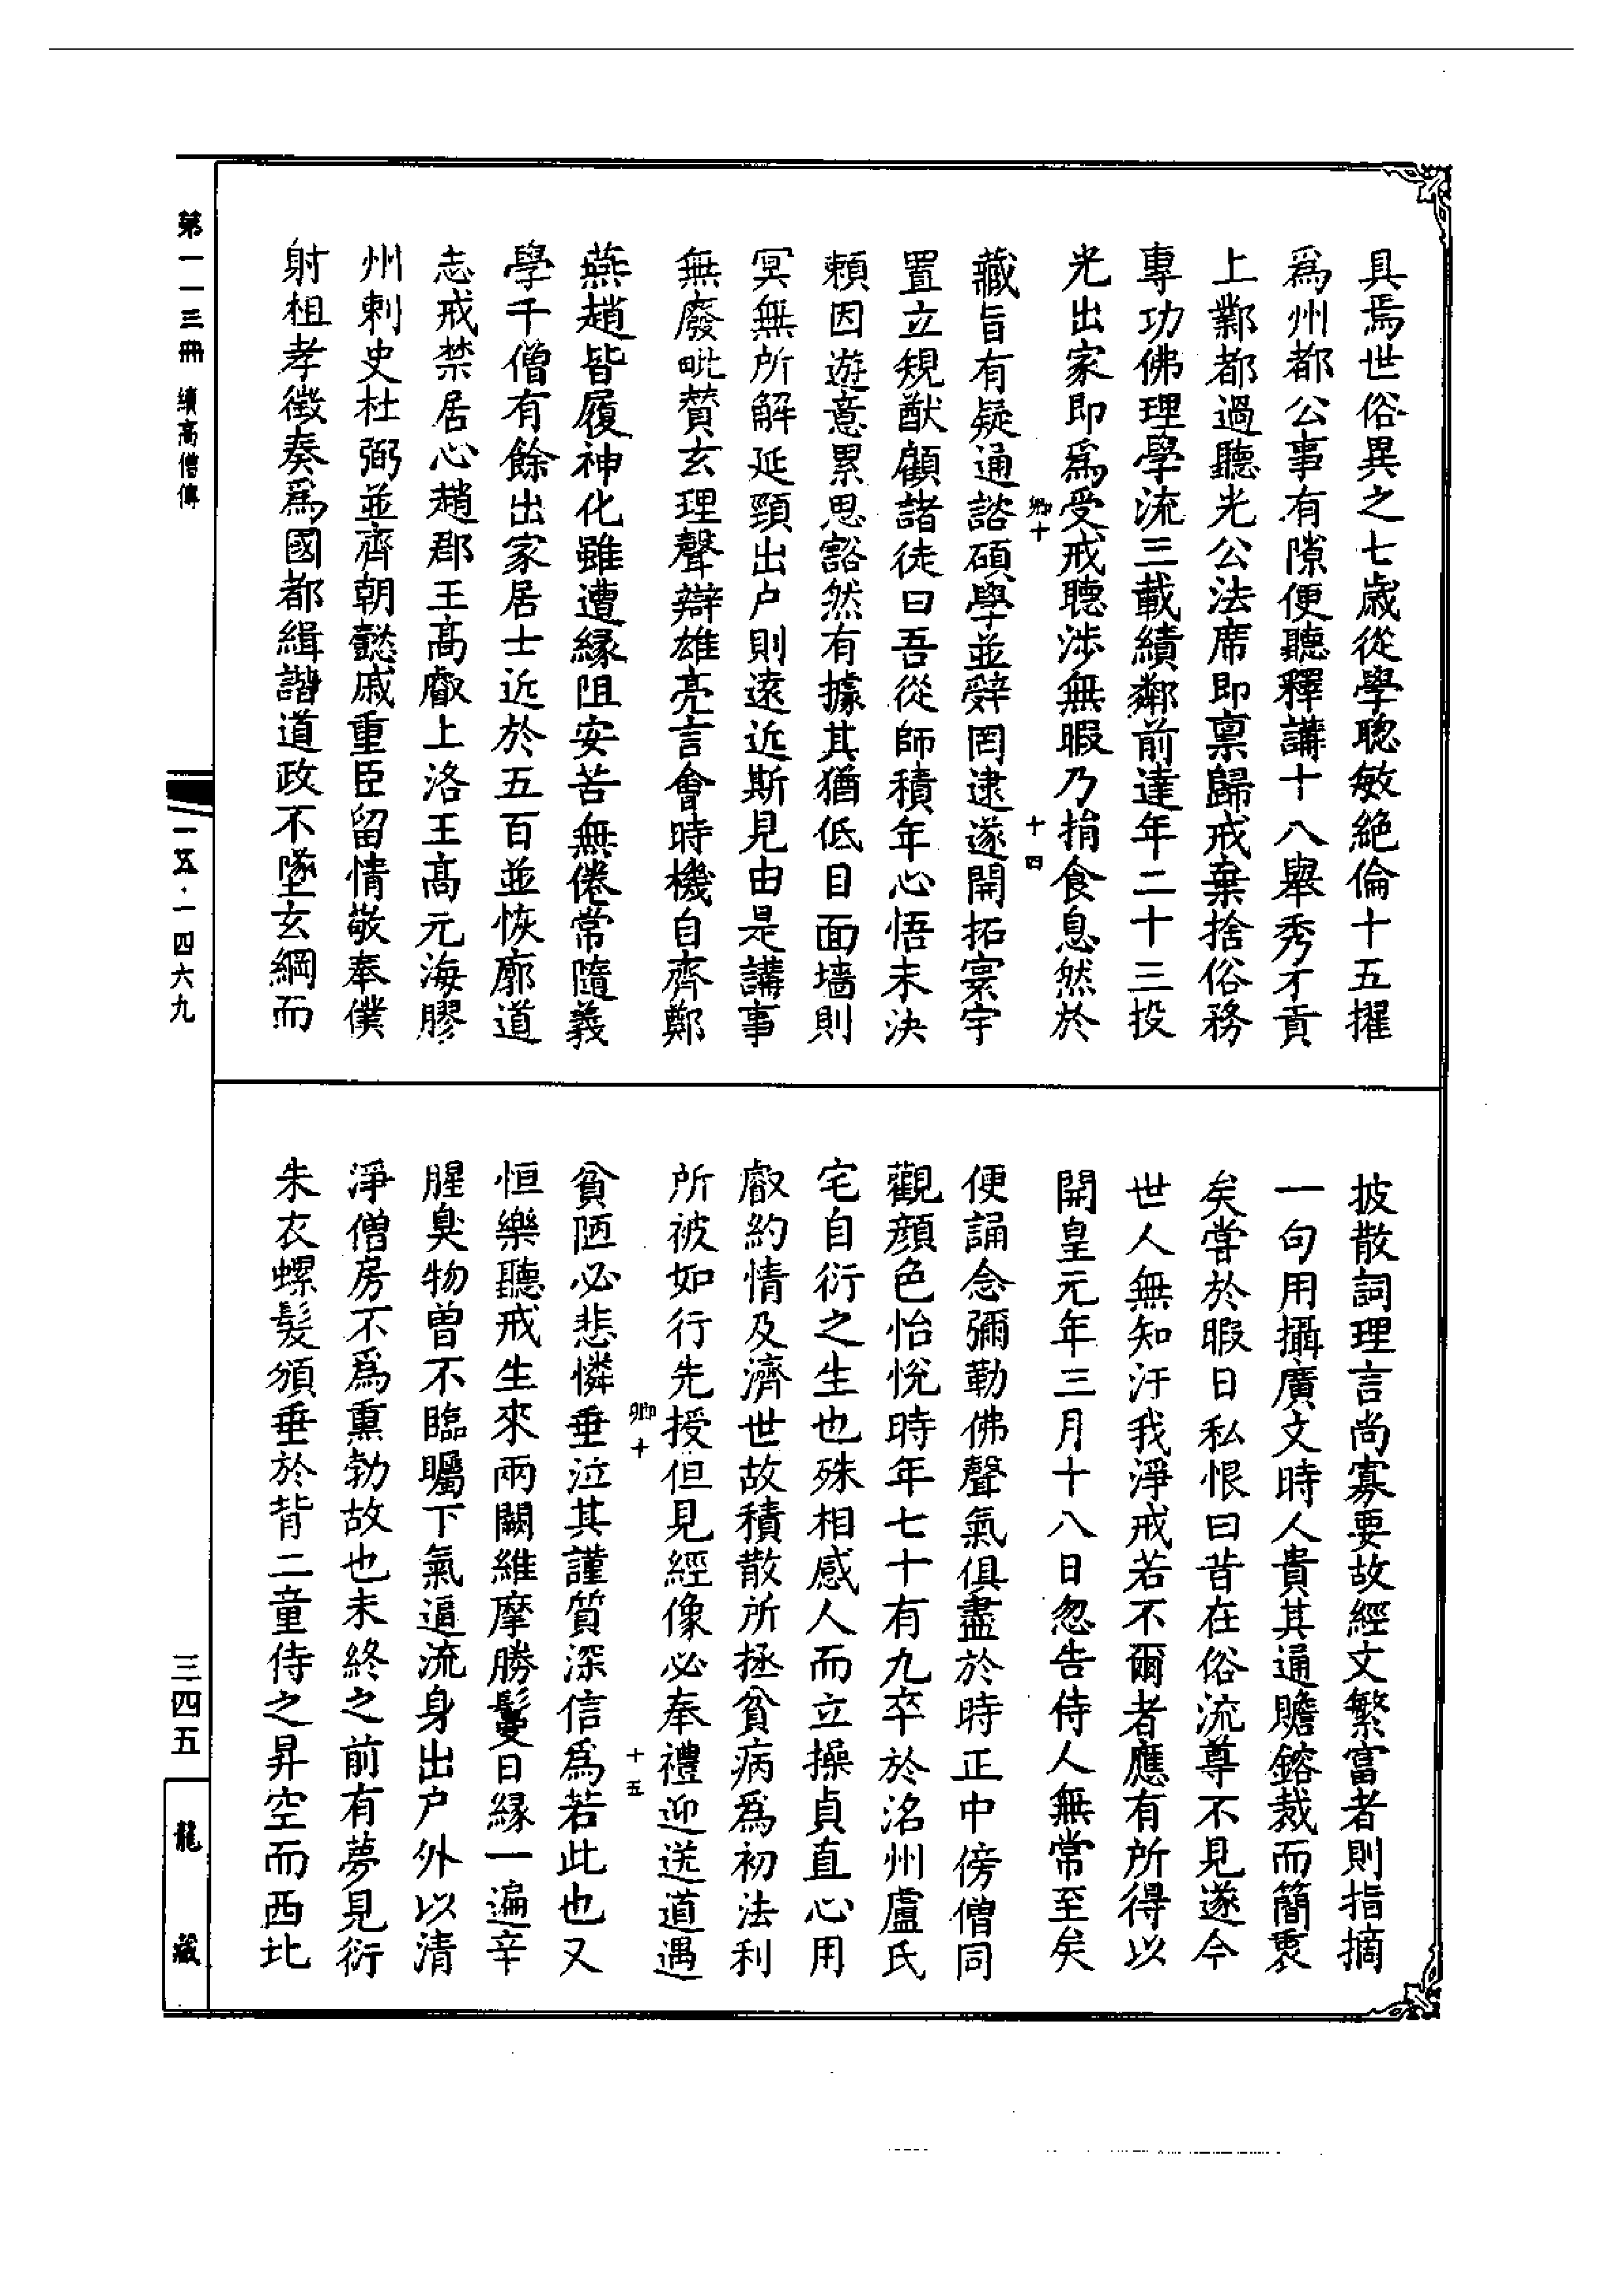 具焉世俗異之七歲從學聰敏絕倫十五擢
爲州都公事有隙便聽釋講十八舉秀才貢
上鄴都過聽光公法席即禀歸戒棄捨俗務
專功佛理學流三載績鄰前達年二十三投
光出家即爲受戒聽涉無暇乃捐食息然於
卿十
十四
藏旨有疑通諮碩學並辤罔逮遂開拓寰宇
置立規猷顧諸徒曰吾從師積年心悟未決
賴因遊意累思豁然有據其猶低目面墻則
冥無所解延頸出戶則遠近斯見由是講事
無廢毗贊玄理聲辯雄亮言會時機自齊鄭
燕趙皆履神化雖遭緣阻安苦無倦常隨義
學千僧有餘出家居士近於五百並恢廓道
志戒禁居心趙郡王高叡上洛王高元海膠
州刺史杜弼並齊朝懿戚重臣留情敬奉僕
射祖孝徵奏爲國都緝諧道政不墜玄綱而
披散詞理言尚寡要故經文繁富者則指摘
一句用攝廣文時人貴其通贍鎔裁而簡衷
矣嘗於暇日私恨曰昔在俗流尊不見遂今
世人無知汙我淨戒若不爾者應有所得以
開皇元年三月十八日忽告侍人無常至矣
便誦念彌勒佛聲氣俱盡於時正中傍僧同
觀顏色怡悅時年七十有九卒於洺州盧氏
宅自衍之生也殊相感人而立操貞直心用
叡約情及濟世故積散所拯貧病爲初法利
所被如行先授但見經像必奉禮迎送道遇
卿十
十五
貧陋必悲憐垂泣其謹質深信爲若此也又
恒樂聽戒生來兩闕維摩勝鬘日緣一遍辛
腥臭物曾不臨矚下氣逼流身出戶外以清
淨僧房不爲熏勃故也未終之前有夢見衍
朱衣螺髮頒垂於背二童侍之昇空而西北
第一一三冊 續高僧傳
一五·一四六九
三四五
龍藏